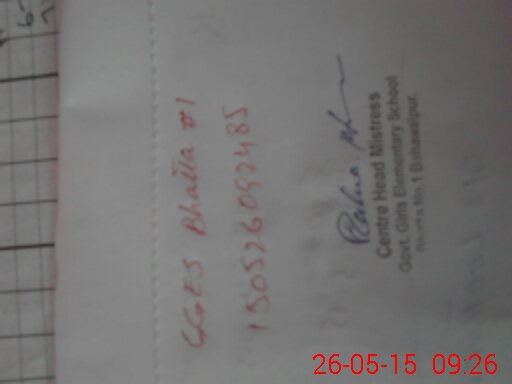 GGES Bhatta #1
150526092485
Centre Head Mistress
Govt. Girls Elementary School
No. 1 Bahawalpur.
26-05-15 09:26